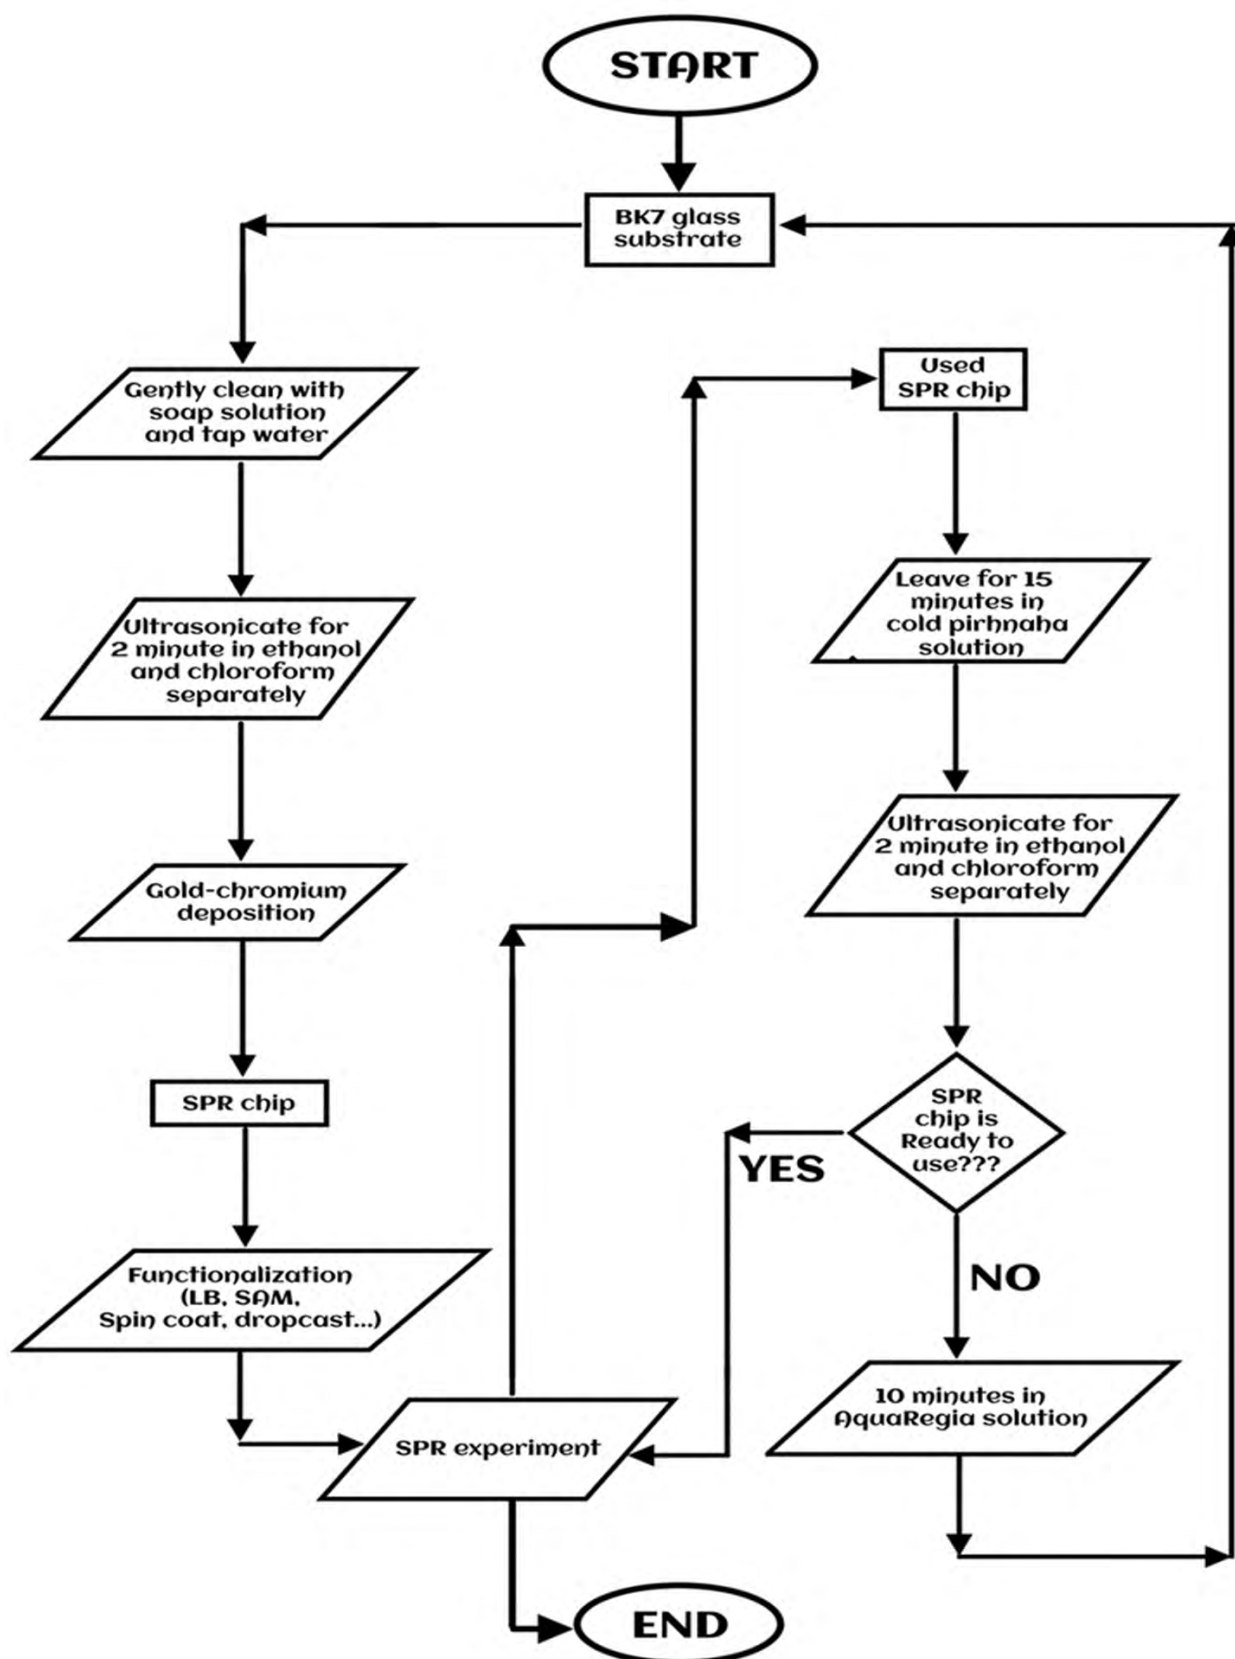 START
BK7 glass
substrate
Gently clean with
soap solution
and tap water
Ultrasonicate for
2 minute in ethanol
and chloroform
separately
Gold-chromium
deposition
SPR chip
Functionalization
(LB, SAM,
Spin coat, dropcast...)
SPR experiment
Used
SPR chip
Leave for 15
minutes in
cold pirhnaha
solution
Ultrasonicate for
2 minute in ethanol
and chloroform
separately
SPR
chip is
Ready to
use???
YES
NO
10 minutes in
AquaRegia solution
END